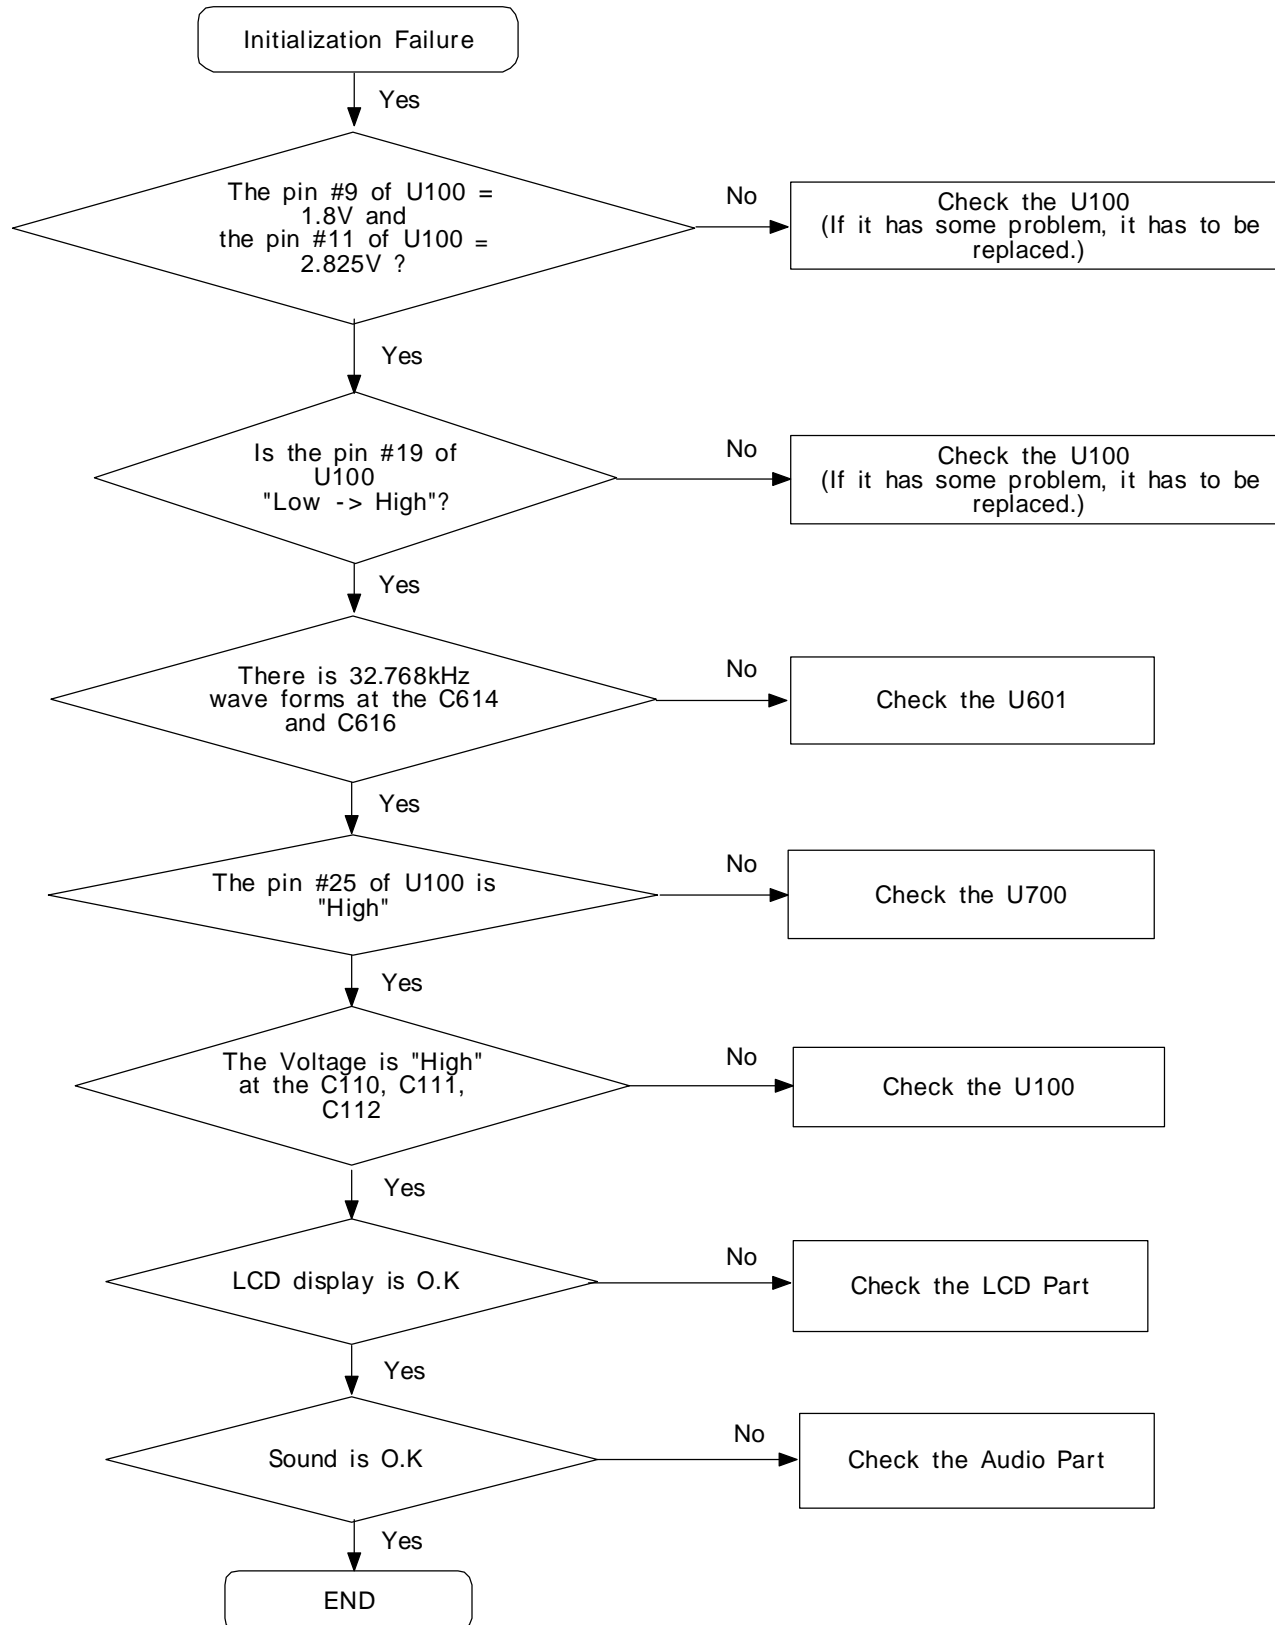 Initialization Failure
Yes
The pin #9 of U100 =
1.8V and
the pin #11 of U100 =
2.825V ?
No
Check the U100
(If it has some problem, it has to be
replaced.)
Yes
Is the pin #19 of
U100
"Low -> High"?
No
Check the U100
(If it has some problem, it has to be
replaced.)
Yes
There is 32.768kHz
wave forms at the C614
and C616
No
Check the U601
Yes
The pin #25 of U100 is
"High"
No
Check the U700
Yes
The Voltage is "High"
at the C110, C111,
C112
No
Check the U100
Yes
LCD display is O.K
No
Check the LCD Part
Yes
Sound is O.K
No
Check the Audio Part
Yes
END